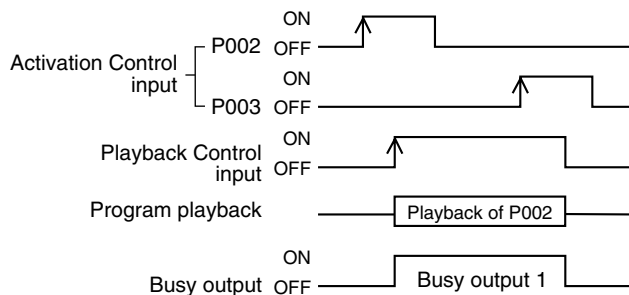 ON
P002 OFF
Activation Control
input
ON
P003 OFF
ON
Playback Control
input OFF
Program playback Playback of P002
ON
Busy output OFF Busy output 1